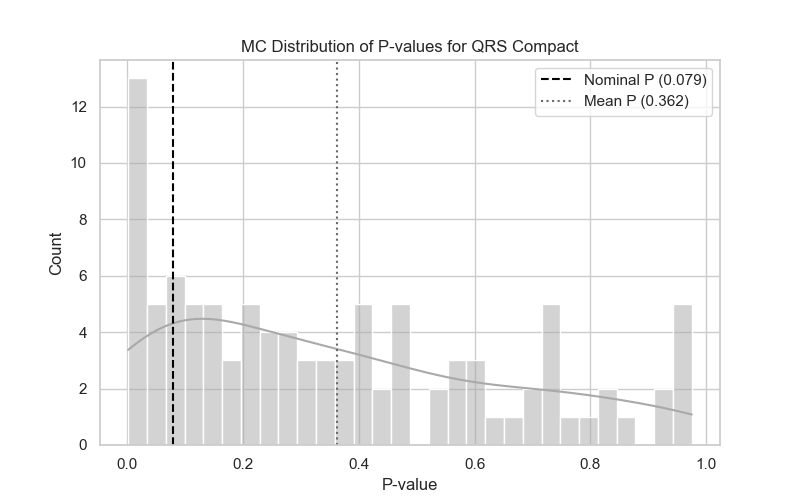 MC Distribution of P-values for QRS Compact
Nominal P (0.079)
Mean P (0.362)
Count
12
10
8
6
4
2
0
0.0 0.2 0.4 0.6 0.8 1.0
P-value